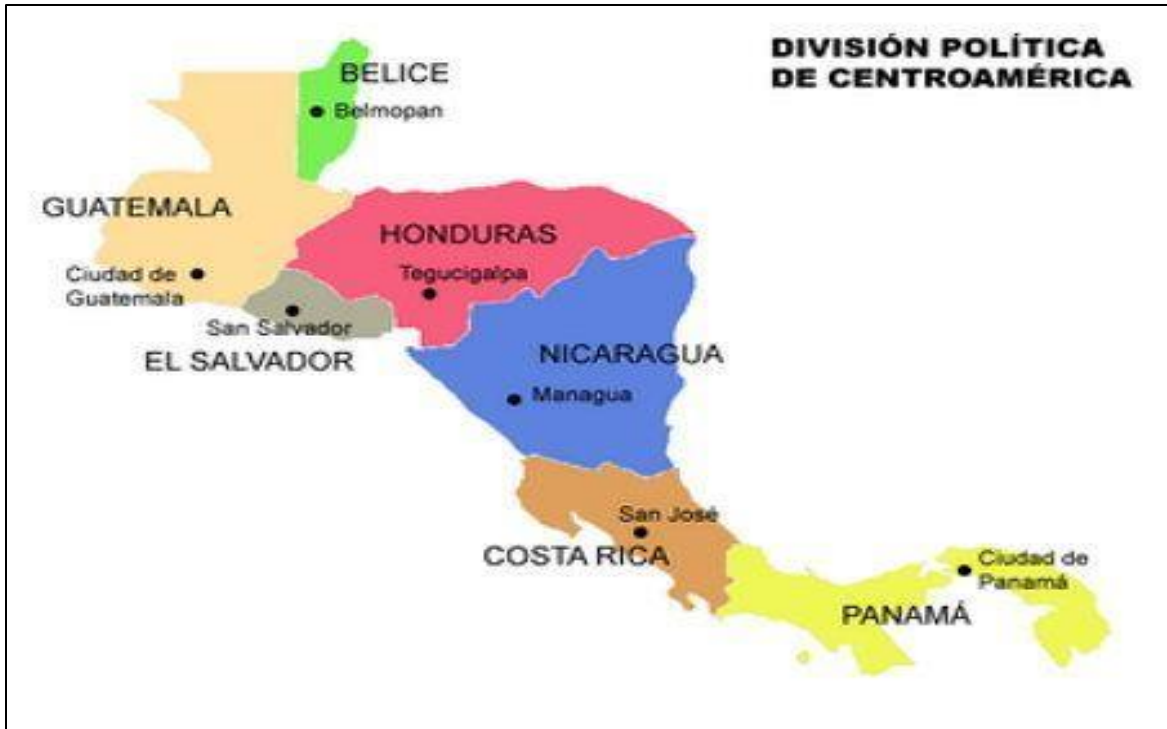 DIVISIÓN POLÍTICA
DE CENTROAMÉRICA
BELICE
Belmopan
GUATEMALA
HONDURAS
Ciudad de
Guatemala
Tegucigalpa
San Salvador
EL SALVADOR
NICARAGUA
Managua
San José
COSTA RICA
Ciudad de
Panamá
PANAMÁ